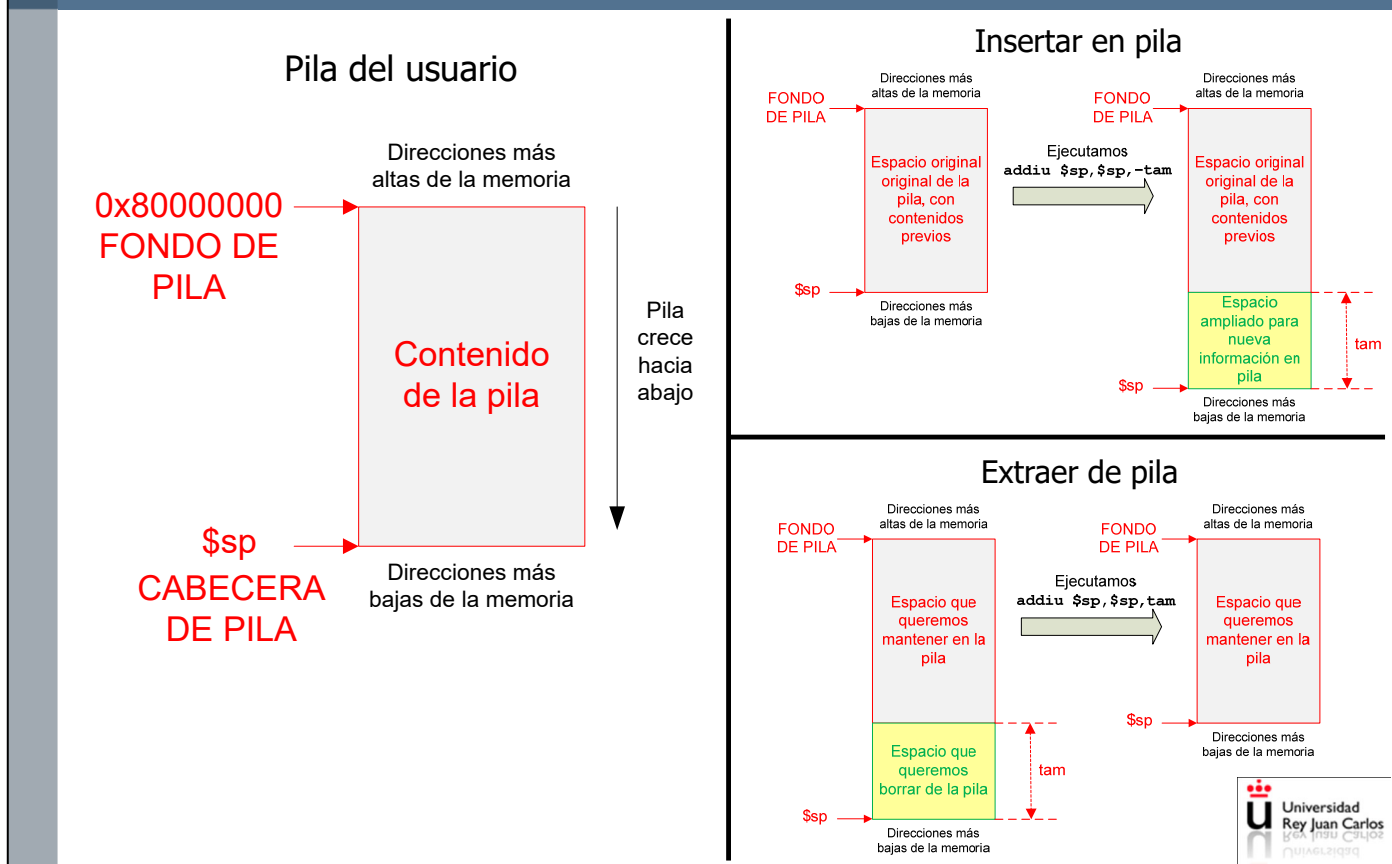 Pila del usuario
Direcciones más
altas de la memoria
0x80000000
FONDO DE
PILA
Contenido
de la pila
Pila
crece
hacia
abajo
$sp
CABECERA
DE PILA
Direcciones más
bajas de la memoria
Insertar en pila
Direcciones más
altas de la memoria
FONDO
DE PILA
Espacio original
original de la
pila, con
contenidos
previos
$sp
Direcciones más
bajas de la memoria
Ejecutamos
addiu $sp,$sp,-tam
Direcciones más
altas de la memoria
FONDO
DE PILA
Espacio original
original de la
pila, con
contenidos
previos
Espacio
ampliado para
nueva
información en
pila
tam
$sp
Direcciones más
bajas de la memoria
Extraer de pila
Direcciones más
altas de la memoria
FONDO
DE PILA
Espacio que
queremos
mantener en la
pila
Espacio que
queremos
borrar de la pila
tam
$sp
Direcciones más
bajas de la memoria
Ejecutamos
addiu $sp,$sp,tam
Direcciones más
altas de la memoria
FONDO
DE PILA
Espacio que
queremos
mantener en la
pila
$sp
Direcciones más
bajas de la memoria
Universidad
Rey Juan Carlos